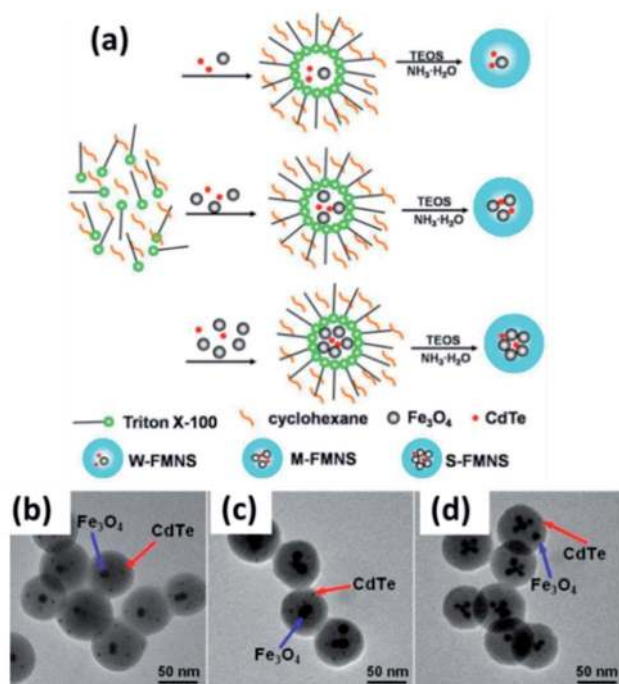 (a)
TEOS
NH₃·H₂O
TEOS
NH₃·H₂O
TEOS
NH₃·H₂O
Triton X-100 cyclohexane Fe₃O₄ CdTe
W-FMNS M-FMNS S-FMNS
(b) (c) (d)
Fe₃O₄ CdTe
CdTe
Fe₃O₄
CdTe
Fe₃O₄
50 nm 50 nm 50 nm